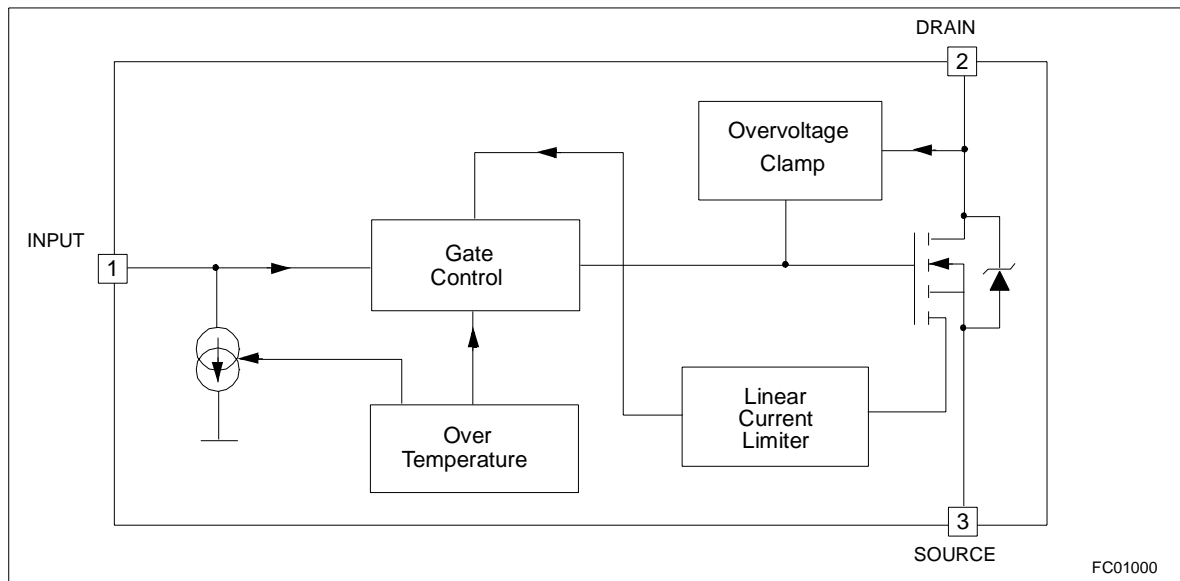 DRAIN
2
Overvoltage
Clamp
INPUT
1
Gate
Control
Linear
Current
Limiter
Over
Temperature
3
SOURCE
FC01000